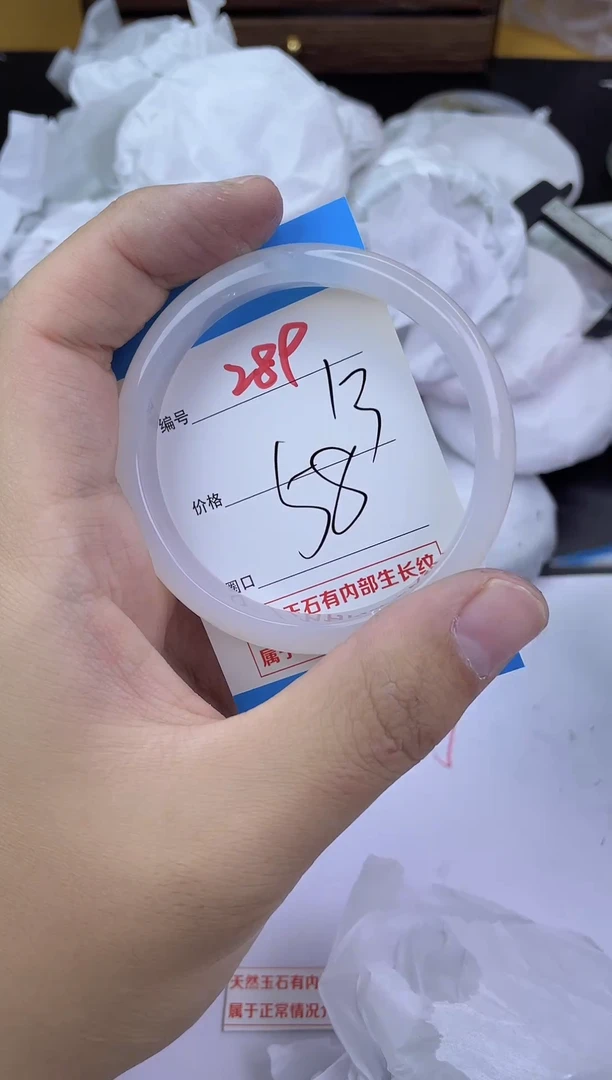 编号 28P
13
价格 58
圈口
玉石有内部生长纹
属于
天然玉石有内
属于正常情况